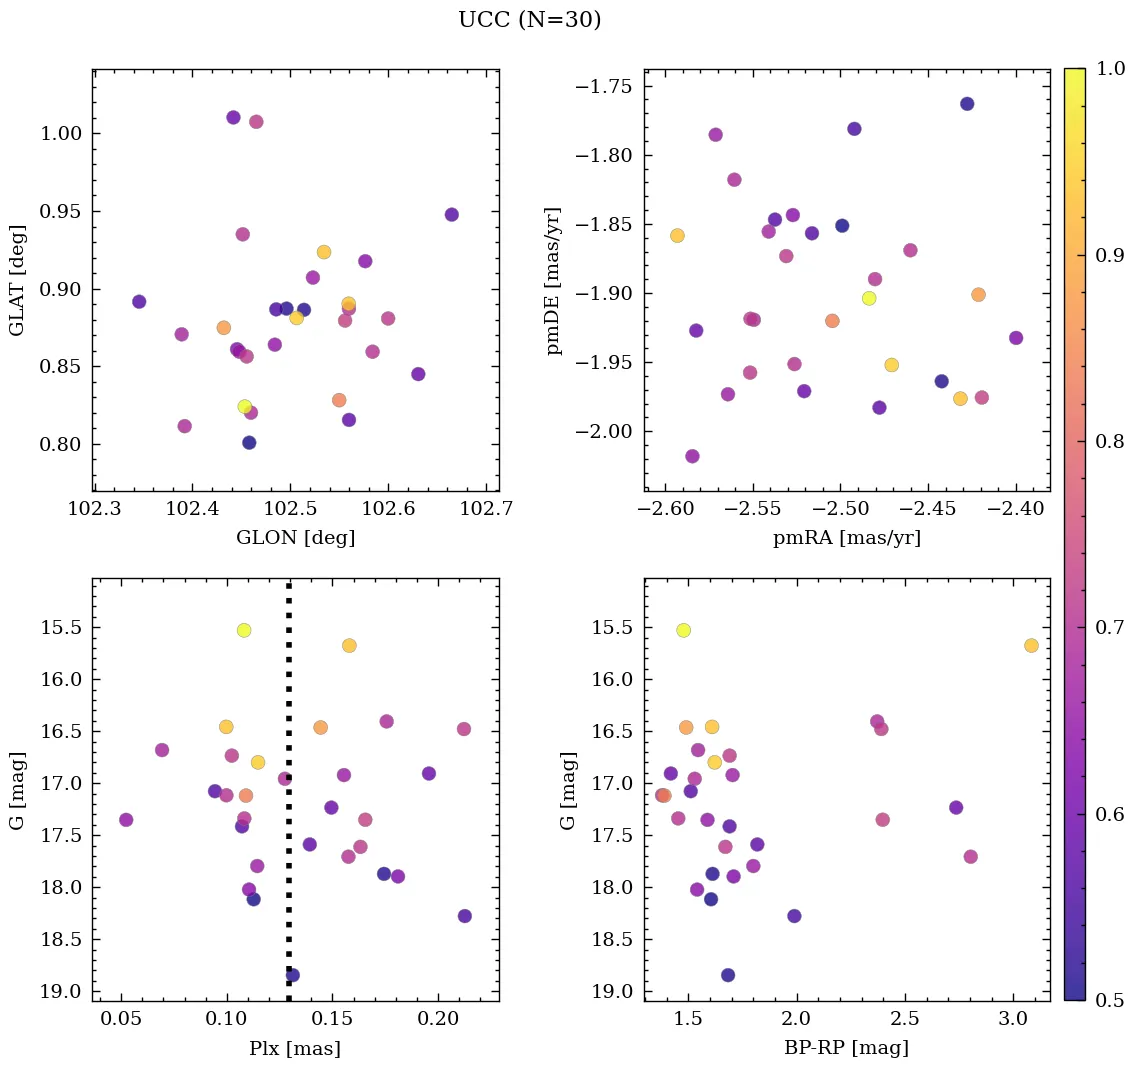 UCC (N=30)
1.00
0.95
0.90
0.85
0.80
GLAT [deg]
102.3 102.4 102.5 102.6 102.7
GLON [deg]
−1.75
−1.80
−1.85
−1.90
−1.95
−2.00
pmDE [mas/yr]
−2.60 −2.55 −2.50 −2.45 −2.40
pmRA [mas/yr]
15.5
16.0
16.5
17.0
17.5
18.0
18.5
19.0
G [mag]
0.05 0.10 0.15 0.20
Plx [mas]
15.5
16.0
16.5
17.0
17.5
18.0
18.5
19.0
G [mag]
1.5 2.0 2.5 3.0
BP-RP [mag]
1.0
0.9
0.8
0.7
0.6
0.5